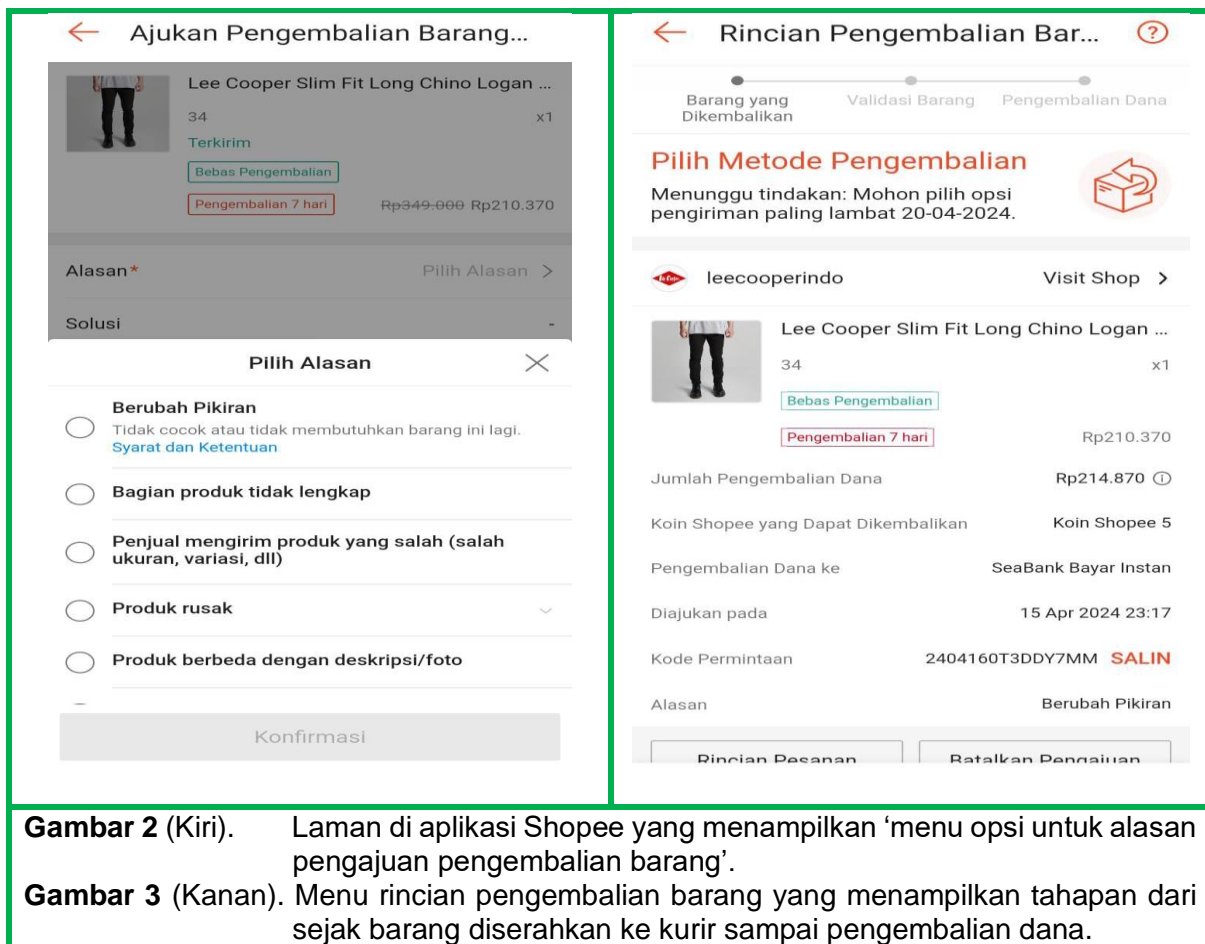 Ajukan Pengembalian Barang...
Lee Cooper Slim Fit Long Chino Logan ...
34 x1
Terkirim
Bebas Pengembalian
Pengembalian 7 hari Rp349.000 Rp210.370
Alasan* Pilih Alasan >
Solusi -
Pilih Alasan
Berubah Pikiran
Tidak cocok atau tidak membutuhkan barang ini lagi.
Syarat dan Ketentuan
Bagian produk tidak lengkap
Penjual mengirim produk yang salah (salah
ukuran, variasi, dll)
Produk rusak
Produk berbeda dengan deskripsi/foto
Konfirmasi
Rincian Pengembalian Bar... ?
Barang yang Validasi Barang Pengembalian Dana
Dikembalikan
Pilih Metode Pengembalian
Menunggu tindakan: Mohon pilih opsi
pengiriman paling lambat 20-04-2024.
leecooperindo Visit Shop >
Lee Cooper Slim Fit Long Chino Logan ...
34 x1
Bebas Pengembalian
Pengembalian 7 hari Rp210.370
Jumlah Pengembalian Dana Rp214.870
Koin Shopee yang Dapat Dikembalikan Koin Shopee 5
Pengembalian Dana ke SeaBank Bayar Instan
Diajukan pada 15 Apr 2024 23:17
Kode Permintaan 2404160T3DDY7MM SALIN
Alasan Berubah Pikiran
Rincian Pesanan Batalkan Pengajuan
Gambar 2 (Kiri). Laman di aplikasi Shopee yang menampilkan ‘menu opsi untuk alasan
pengajuan pengembalian barang’.
Gambar 3 (Kanan). Menu rincian pengembalian barang yang menampilkan tahapan dari
sejak barang diserahkan ke kurir sampai pengembalian dana.